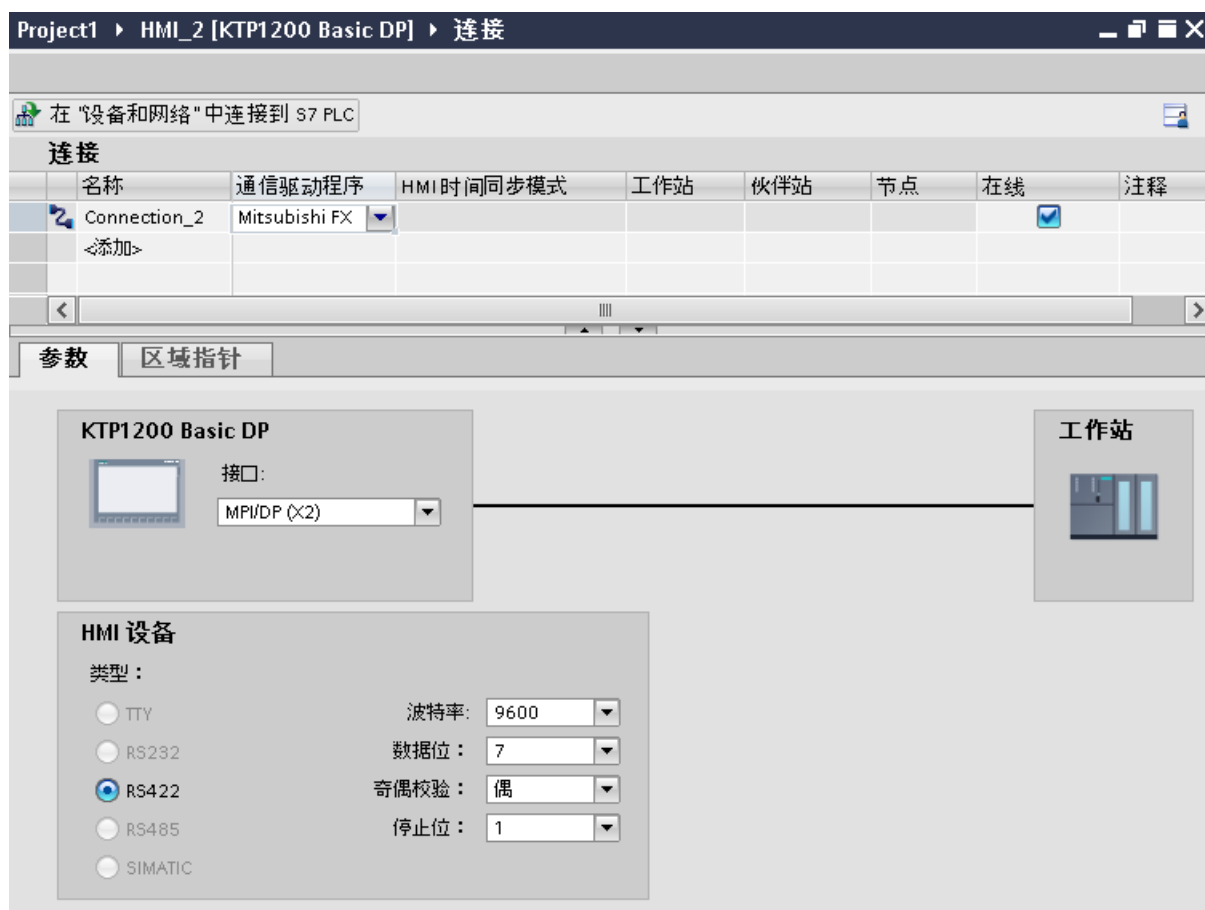 Project1 ▸ HMI_2 [KTP1200 Basic DP] ▸ 连接
在 "设备和网络" 中连接到 S7 PLC
连接
名称 通信驱动程序 HMI时间同步模式 工作站 伙伴站 节点 在线 注释
Connection_2 Mitsubishi FX
<添加>
参数 区域指针
KTP1200 Basic DP 工作站
接口:
MPI/DP (X2)
HMI 设备
类型：
TTY 波特率: 9600
RS232 数据位： 7
RS422 奇偶校验： 偶
RS485 停止位： 1
SIMATIC